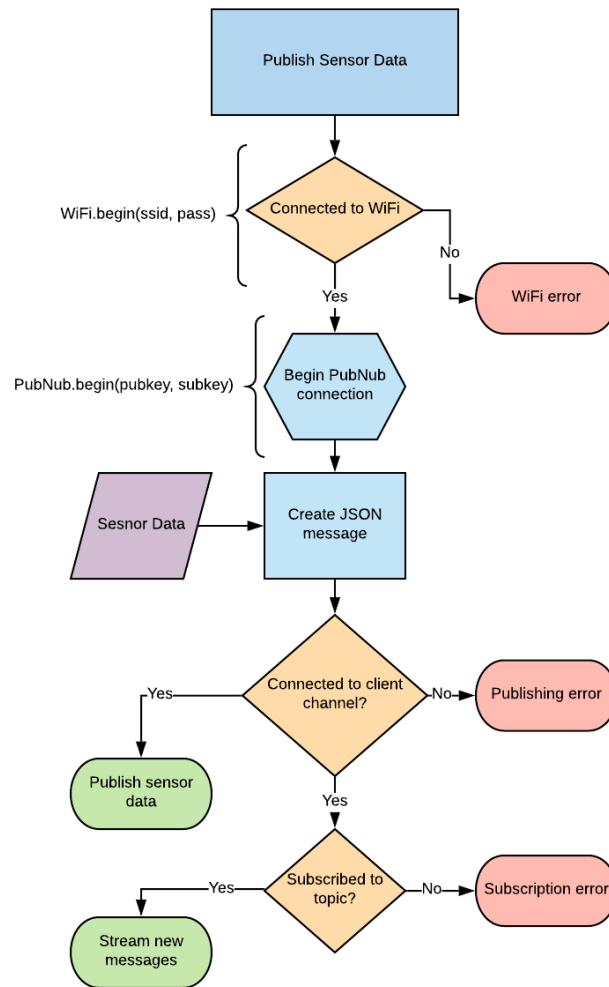 Publish Sensor Data
WiFi.begin(ssid, pass)
Connected to WiFi
No
WiFi error
Yes
PubNub.begin(pubkey, subkey)
Begin PubNub
connection
Sesnor Data
Create JSON
message
Connected to client
channel?
Yes
No
Publishing error
Publish sensor
data
Yes
Subscribed to
topic?
Yes
No
Subscription error
Stream new
messages